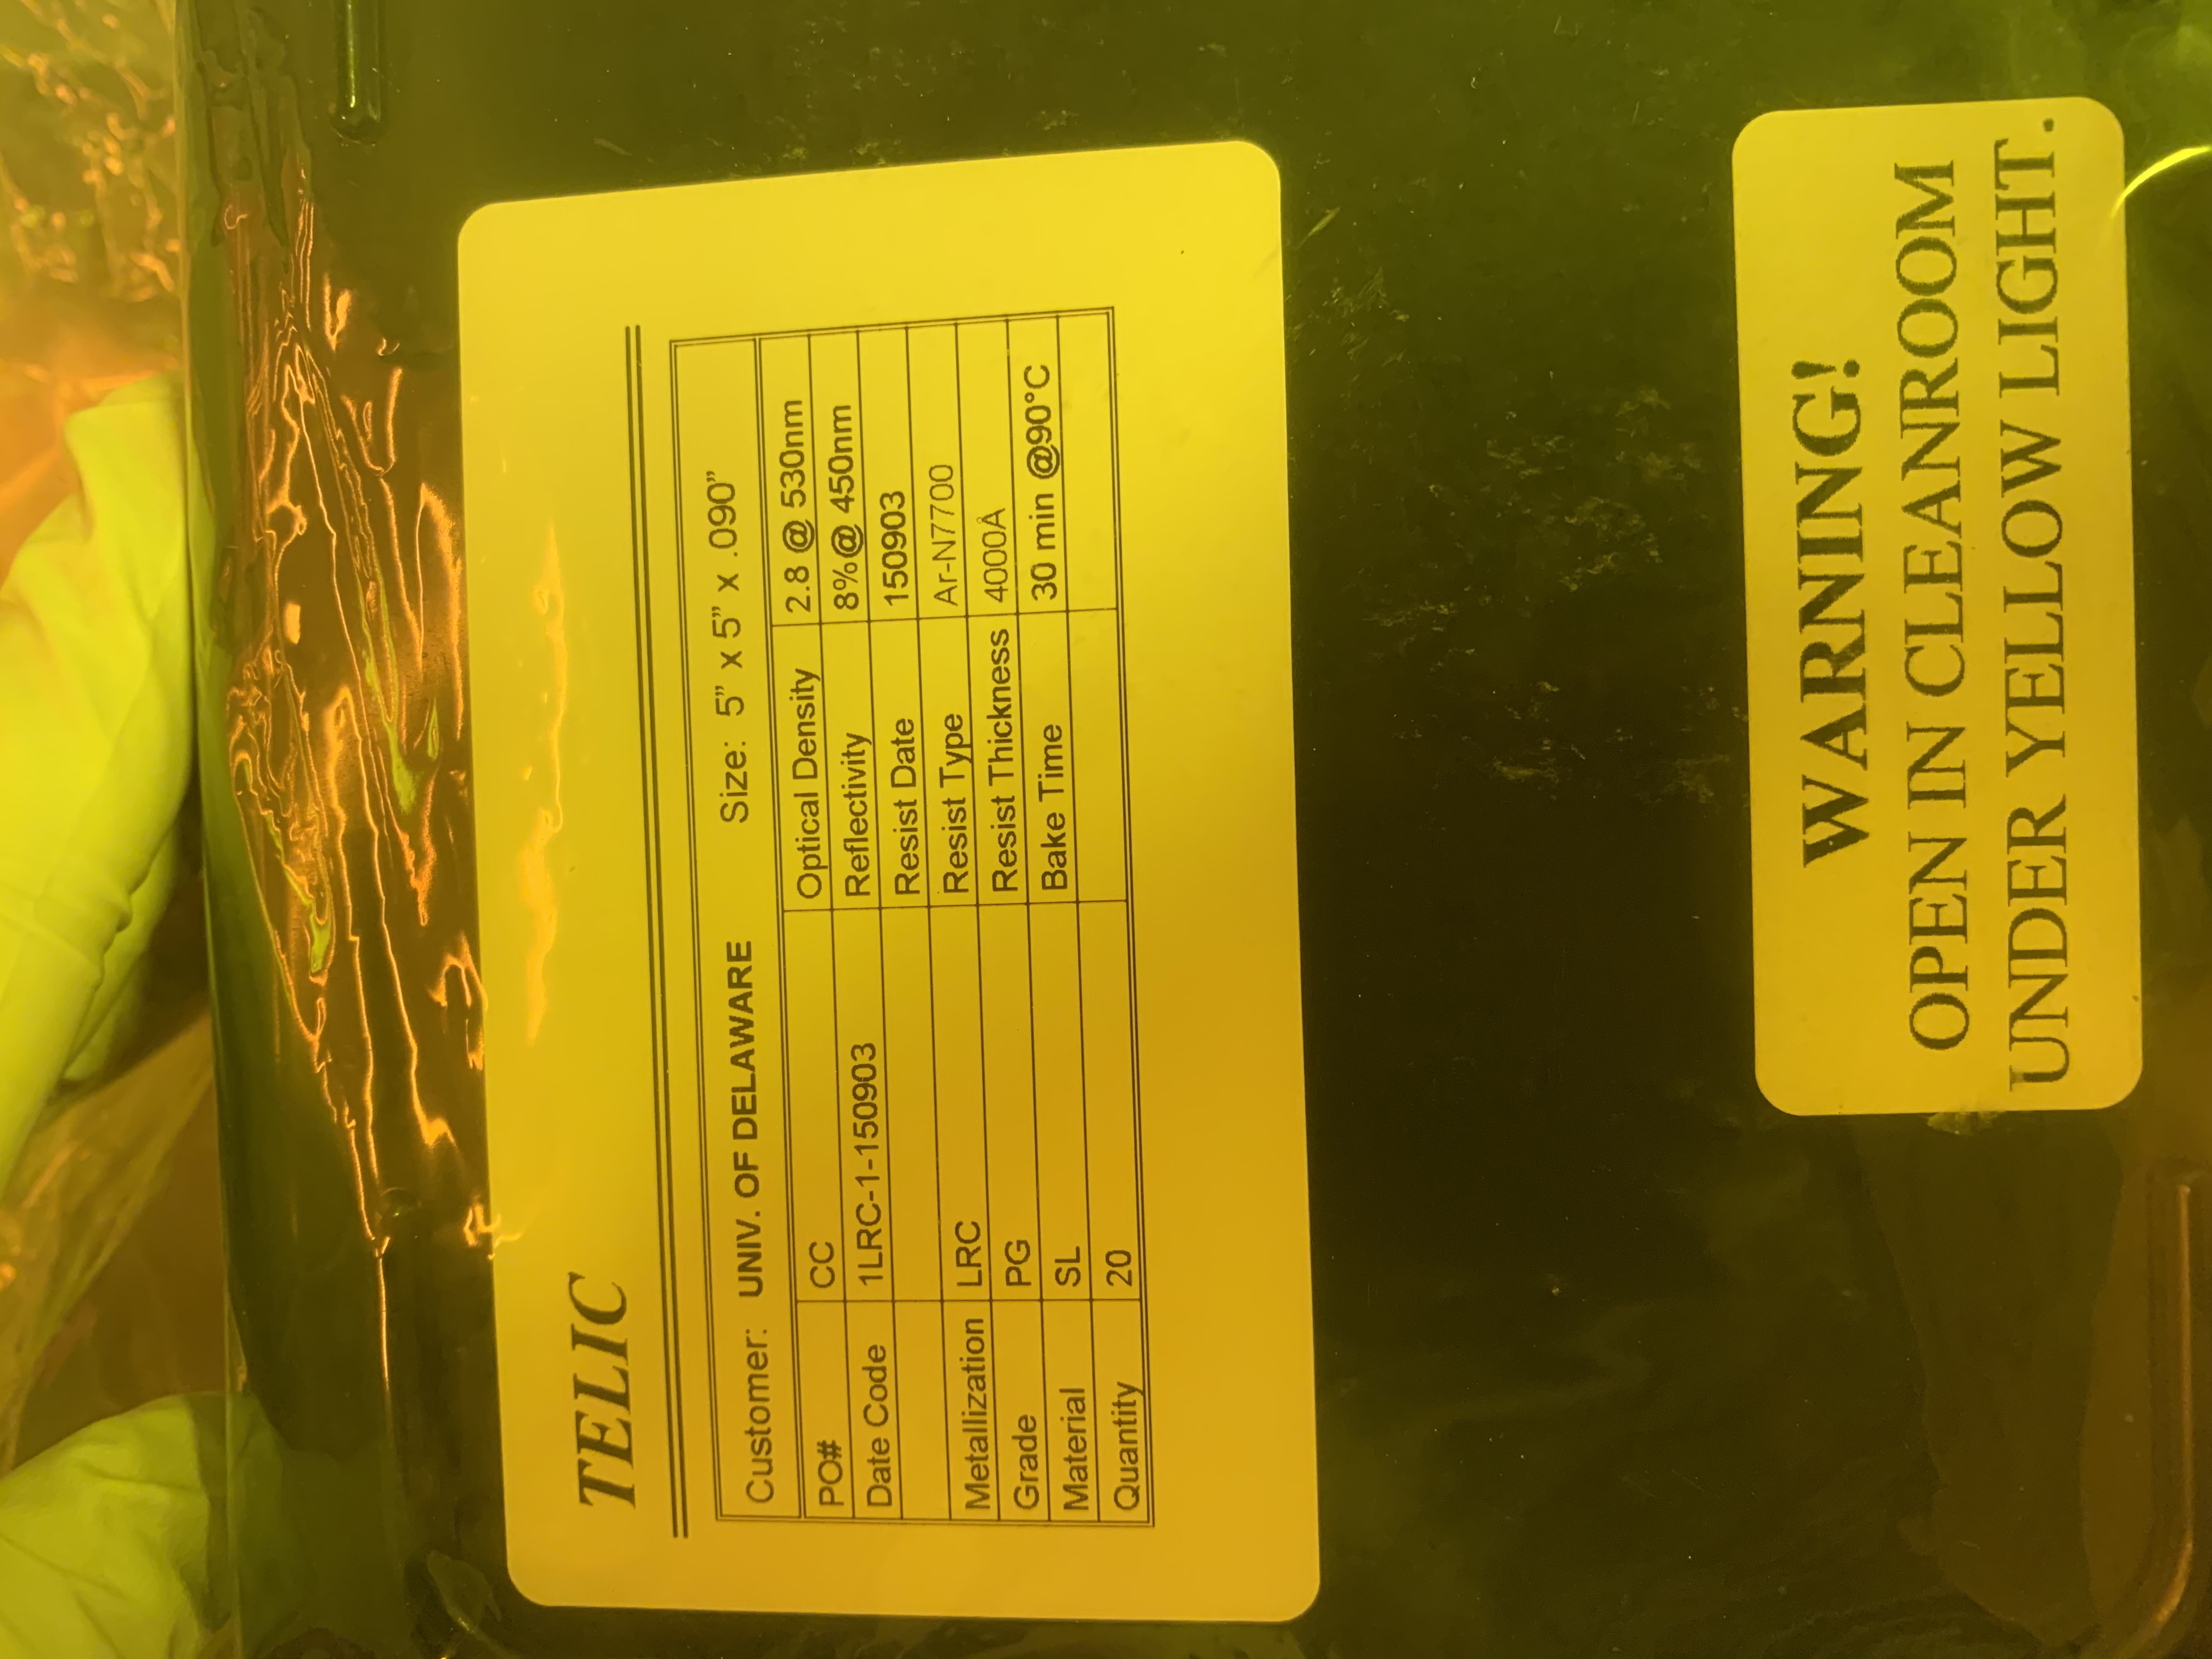 TELIC
Customer: UNIV. OF DELAWARE Size: 5" x 5" x .090"
PO# CC Optical Density 2.8 @ 530nm
Date Code 1LRC-1-150903 Reflectivity 8%@ 450nm
Resist Date 150903
Metallization LRC Resist Type Ar-N7700
Grade PG Resist Thickness 4000Å
Material SL Bake Time 30 min @90°C
Quantity 20
WARNING!
OPEN IN CLEANROOM
UNDER YELLOW LIGHT.